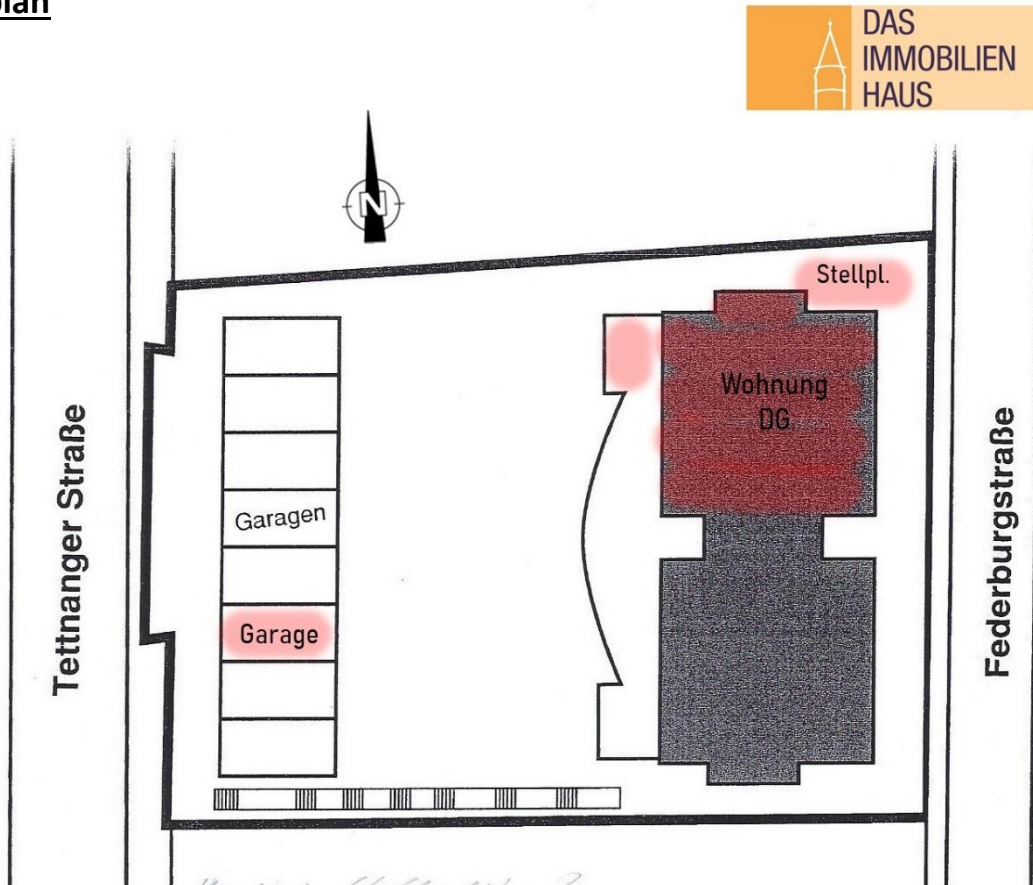 plan
DAS
IMMOBILIEN
HAUS
N
Stellpl.
Wohnung
DG
Tettnanger Straße
Garagen
Garage
Federburgstraße